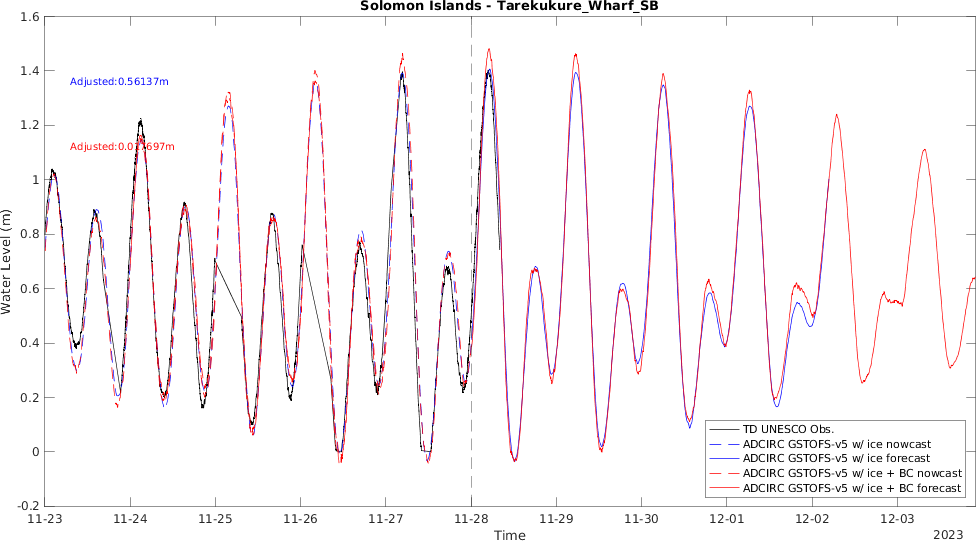 Solomon Islands - Tarekukure_Wharf_SB
1.6
1.4
1.2
1
0.8
0.6
0.4
0.2
0
-0.2
Water Level (m)
Adjusted:0.56137m
TD UNESCO Obs.
ADCIRC GSTOFS-v5 w/ ice nowcast
ADCIRC GSTOFS-v5 w/ ice forecast
ADCIRC GSTOFS-v5 w/ ice + BC nowcast
ADCIRC GSTOFS-v5 w/ ice + BC forecast
11-23 11-24 11-25 11-26 11-27 11-28 11-29 11-30 12-01 12-02 12-03
Time
2023